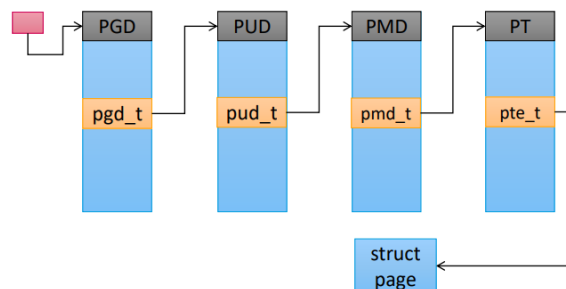 PGD
PUD
PMD
PT
pgd_t
pud_t
pmd_t
pte_t
struct
page